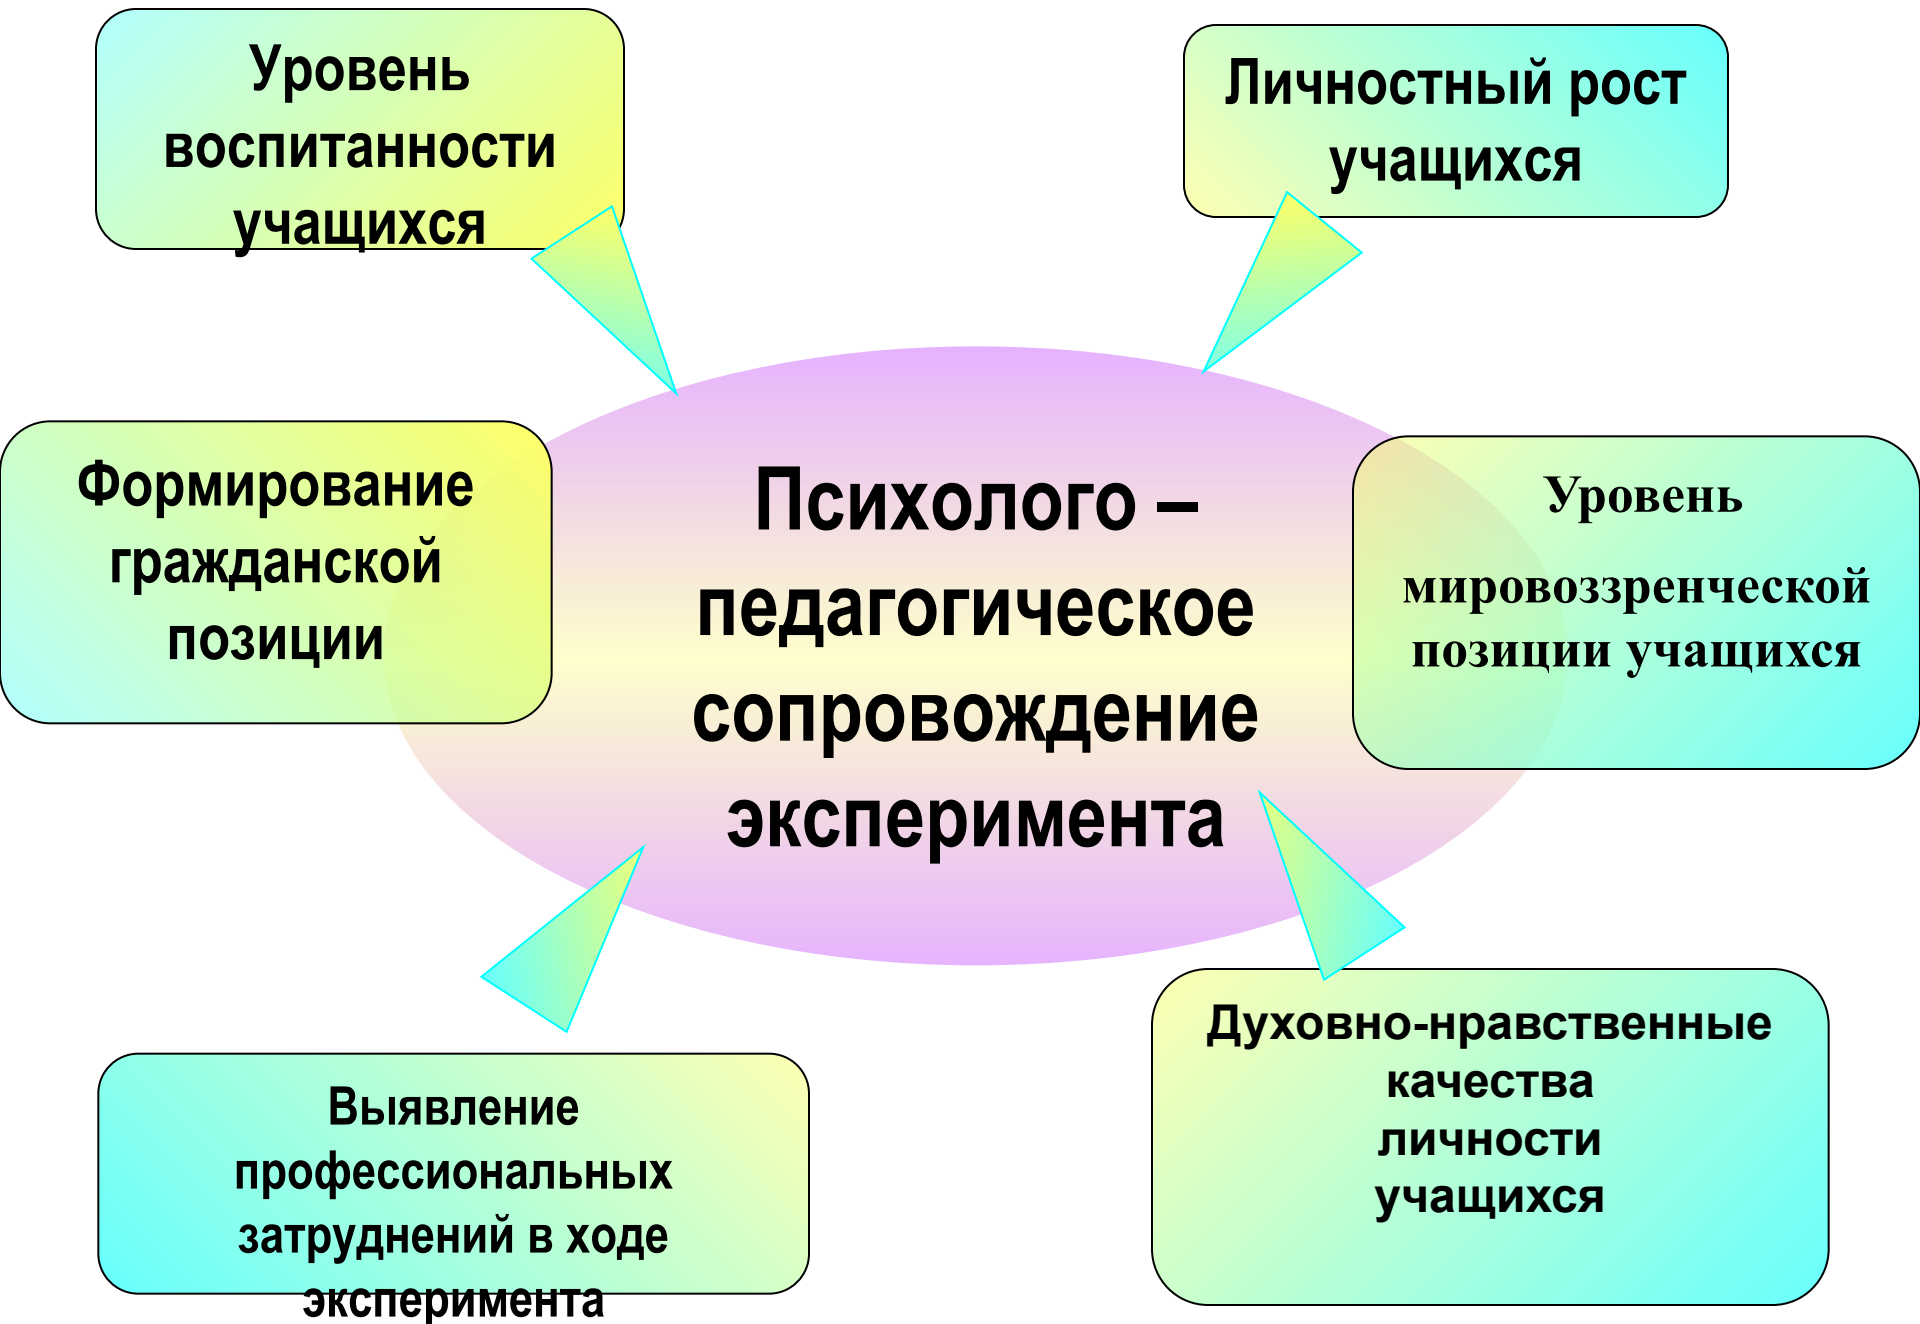 Уровень
воспитанности
учащихся
Личностный рост
учащихся
Формирование
гражданской
позиции
Психолого –
педагогическое
сопровождение
эксперимента
Уровень
мировоззренческой
позиции учащихся
Выявление
профессиональных
затруднений в ходе
эксперимента
Духовно-нравственные
качества
личности
учащихся